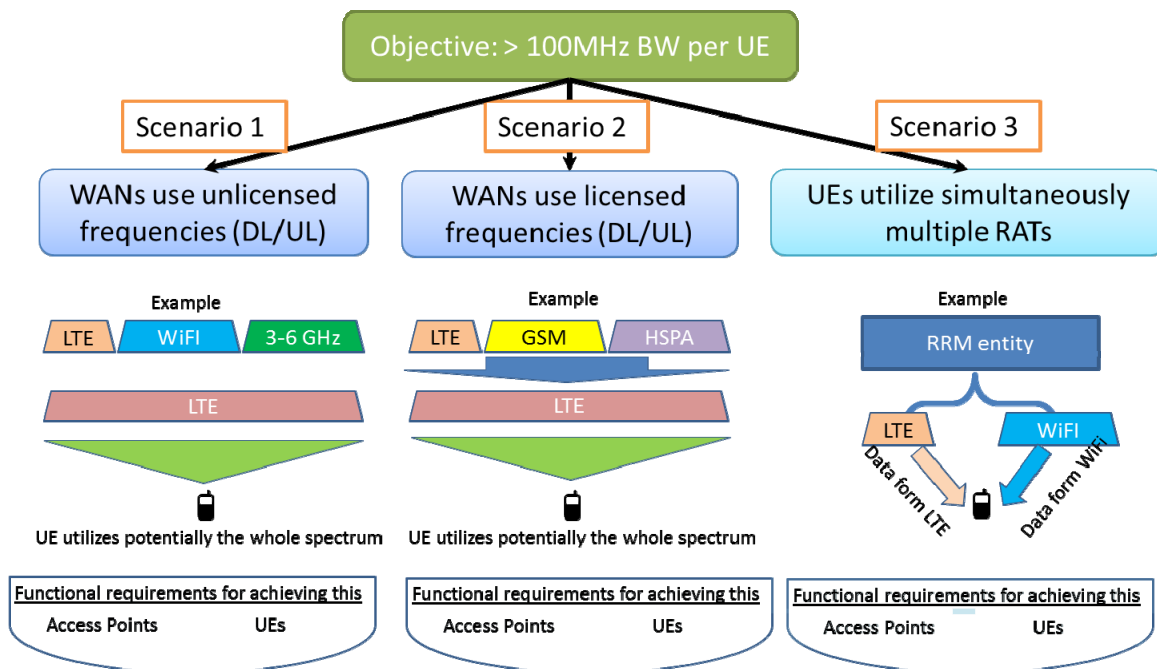 Objective: > 100MHz BW per UE
Scenario 1
Scenario 2
Scenario 3
WANs use unlicensed
frequencies (DL/UL)
WANs use licensed
frequencies (DL/UL)
UEs utilize simultaneously
multiple RATs
Example
LTE
WiFI
3-6 GHz
LTE
UE utilizes potentially the whole spectrum
Example
LTE
GSM
HSPA
LTE
UE utilizes potentially the whole spectrum
Example
RRM entity
LTE
WiFI
Data form LTE
Data form WiFi
Functional requirements for achieving this
Access Points
UEs
Functional requirements for achieving this
Access Points
UEs
Functional requirements for achieving this
Access Points
UEs